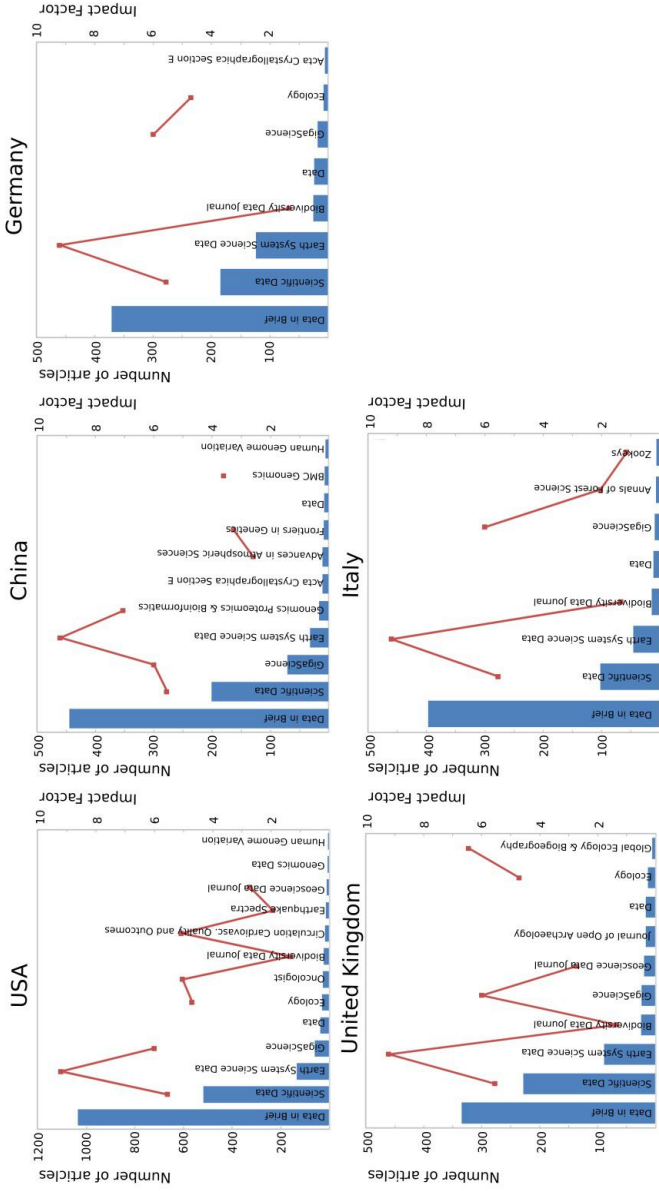 USA
Number of articles
Impact Factor
1200
1000
800
600
400
200
10
8
6
4
2
Data in Brief
Scientific Data
Earth System Science Data
GigaScience
Data
Ecology
Oncologist
Biodiversity Data Journal
Circulation Cardiovasc. Quality and Outcomes
Earthquake Spectra
Geoscience Data Journal
Genomics Data
Human Genome Variation
China
Number of articles
Impact Factor
500
400
300
200
100
10
8
6
4
2
Data in Brief
Scientific Data
GigaScience
Earth System Science Data
Genomics Proteomics & Bioinformatics
Acta Crystallographica Section E
Advances in Atmospheric Sciences
Frontiers in Genetics
Data
BMC Genomics
Human Genome Variation
Germany
Number of articles
Impact Factor
500
400
300
200
100
10
8
6
4
2
Data in Brief
Scientific Data
Earth System Science Data
Biodiversity Data Journal
Data
GigaScience
Ecology
Acta Crystallographica Section E
United Kingdom
Number of articles
Impact Factor
500
400
300
200
100
10
8
6
4
2
Data in Brief
Scientific Data
Earth System Science Data
Biodiversity Data Journal
GigaScience
Geoscience Data Journal
Journal of Open Archaeology
Data
Ecology
Global Ecology & Biogeography
Italy
Number of articles
Impact Factor
500
400
300
200
100
10
8
6
4
2
Data in Brief
Scientific Data
Earth System Science Data
Biodiversity Data Journal
Data
GigaScience
Annals of Forest Science
Zookeys